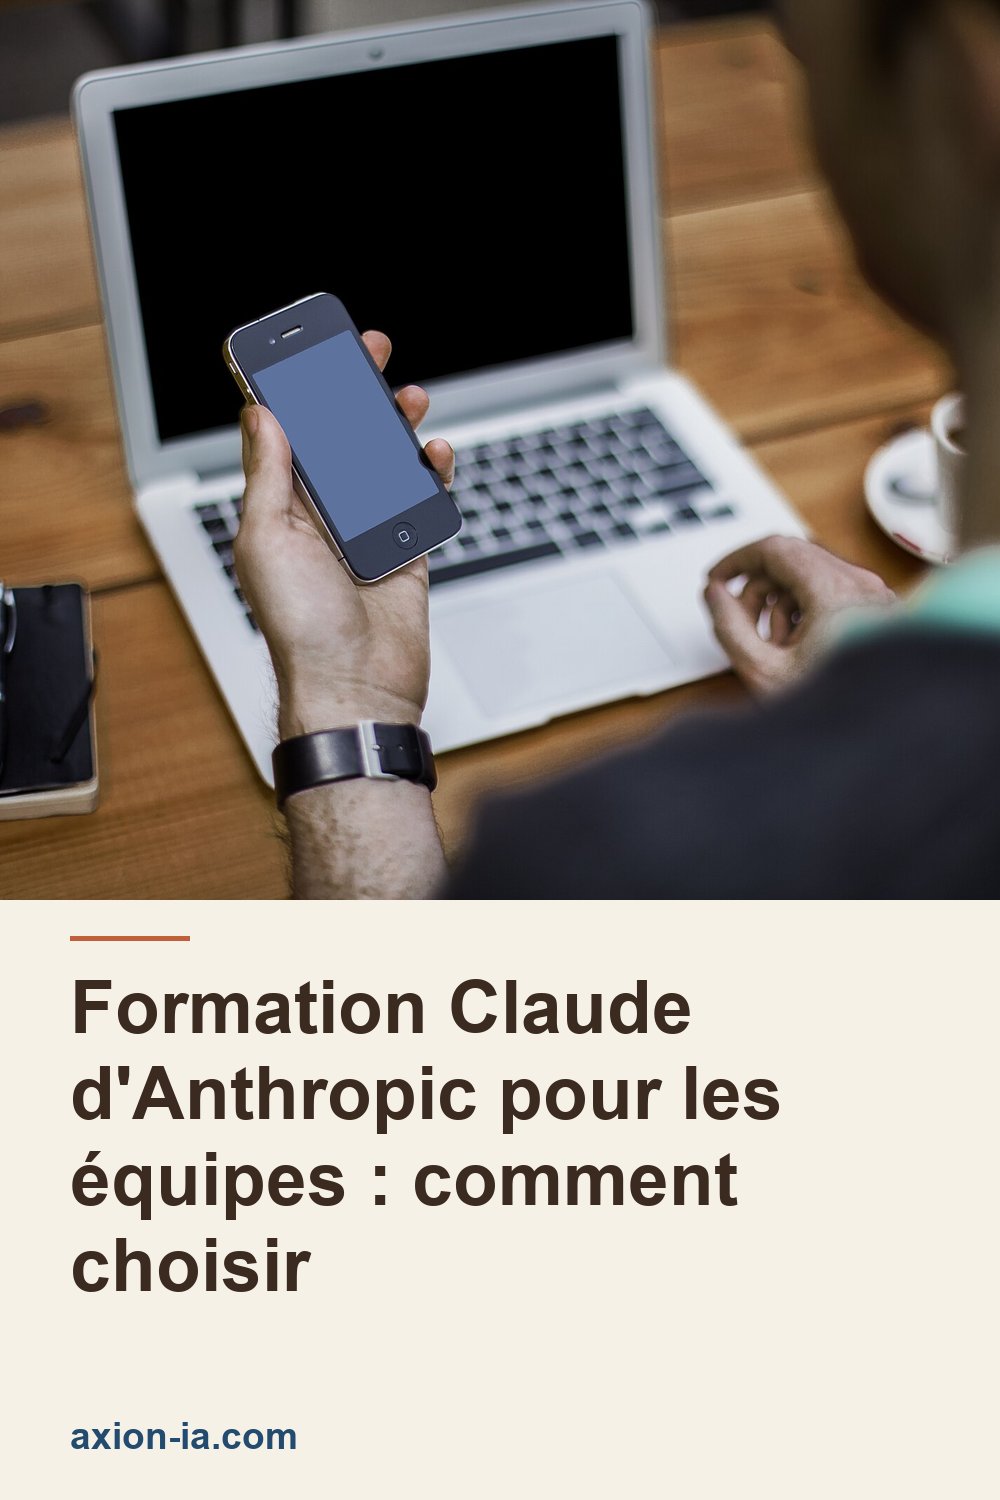 Formation Claude
d'Anthropic pour les
équipes : comment
choisir
axion-ia.com